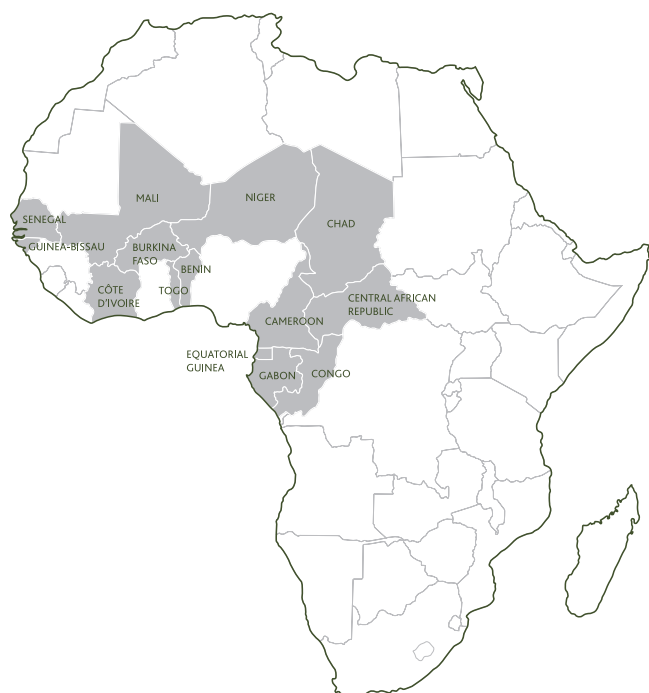 MALI
NIGER
SENEGAL
CHAD
GUINEA-BISSAU
BURKINA
FASO
BENIN
CÔTE
D'IVOIRE
TOGO
CENTRAL AFRICAN
REPUBLIC
CAMEROON
EQUATORIAL
GUINEA
GABON
CONGO